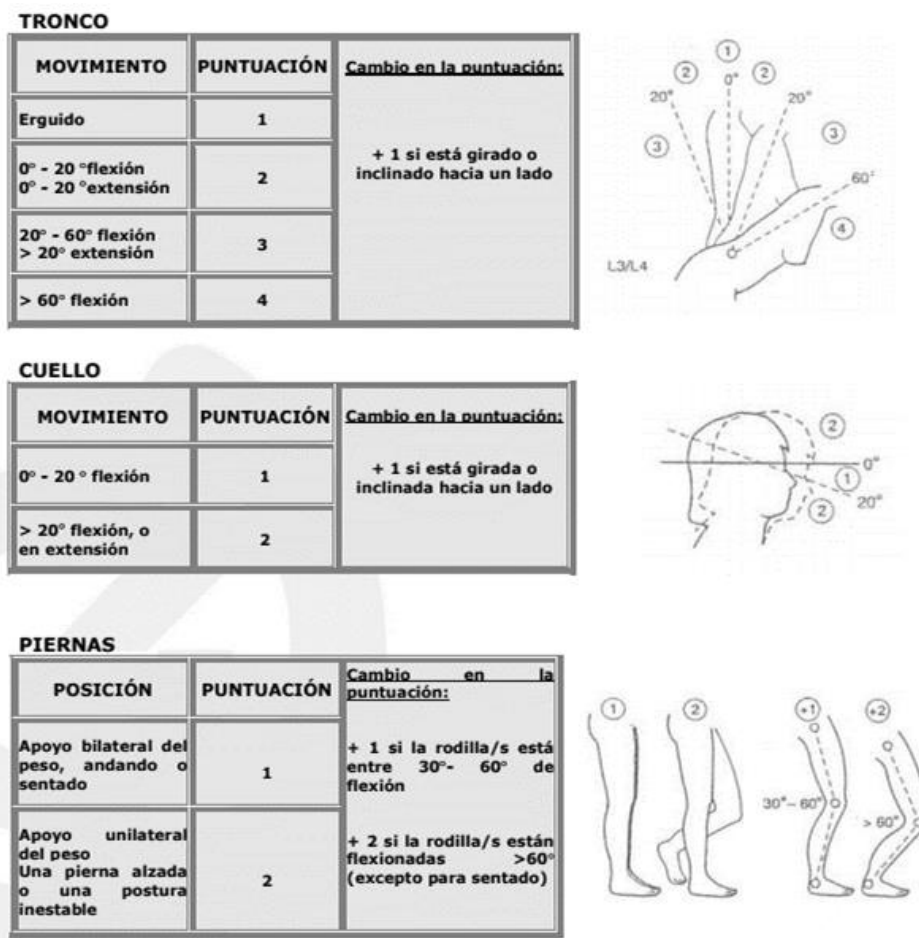 TRONCO
MOVIMIENTO
PUNTUACIÓN
Cambio en la puntuación:
Erguido
1
+ 1 si está girado o
inclinado hacia un lado
0° - 20 °flexión
0° - 20 °extensión
2
20° - 60° flexión
> 20° extensión
3
> 60° flexión
4
1
2
0°
2
20°
20°
3
3
60°
4
L3/L4
CUELLO
MOVIMIENTO
PUNTUACIÓN
Cambio en la puntuación:
0° - 20 ° flexión
1
+ 1 si está girada o
inclinada hacia un lado
> 20° flexión, o
en extensión
2
2
0°
1
20°
2
PIERNAS
POSICIÓN
PUNTUACIÓN
Cambio en la
puntuación:
Apoyo bilateral del
peso, andando o
sentado
1
+ 1 si la rodilla/s está
entre 30°- 60° de
flexión
Apoyo unilateral
del peso
Una pierna alzada
o una postura
inestable
2
+ 2 si la rodilla/s están
flexionadas >60°
(excepto para sentado)
1
2
+1
+2
30°– 60°
> 60°